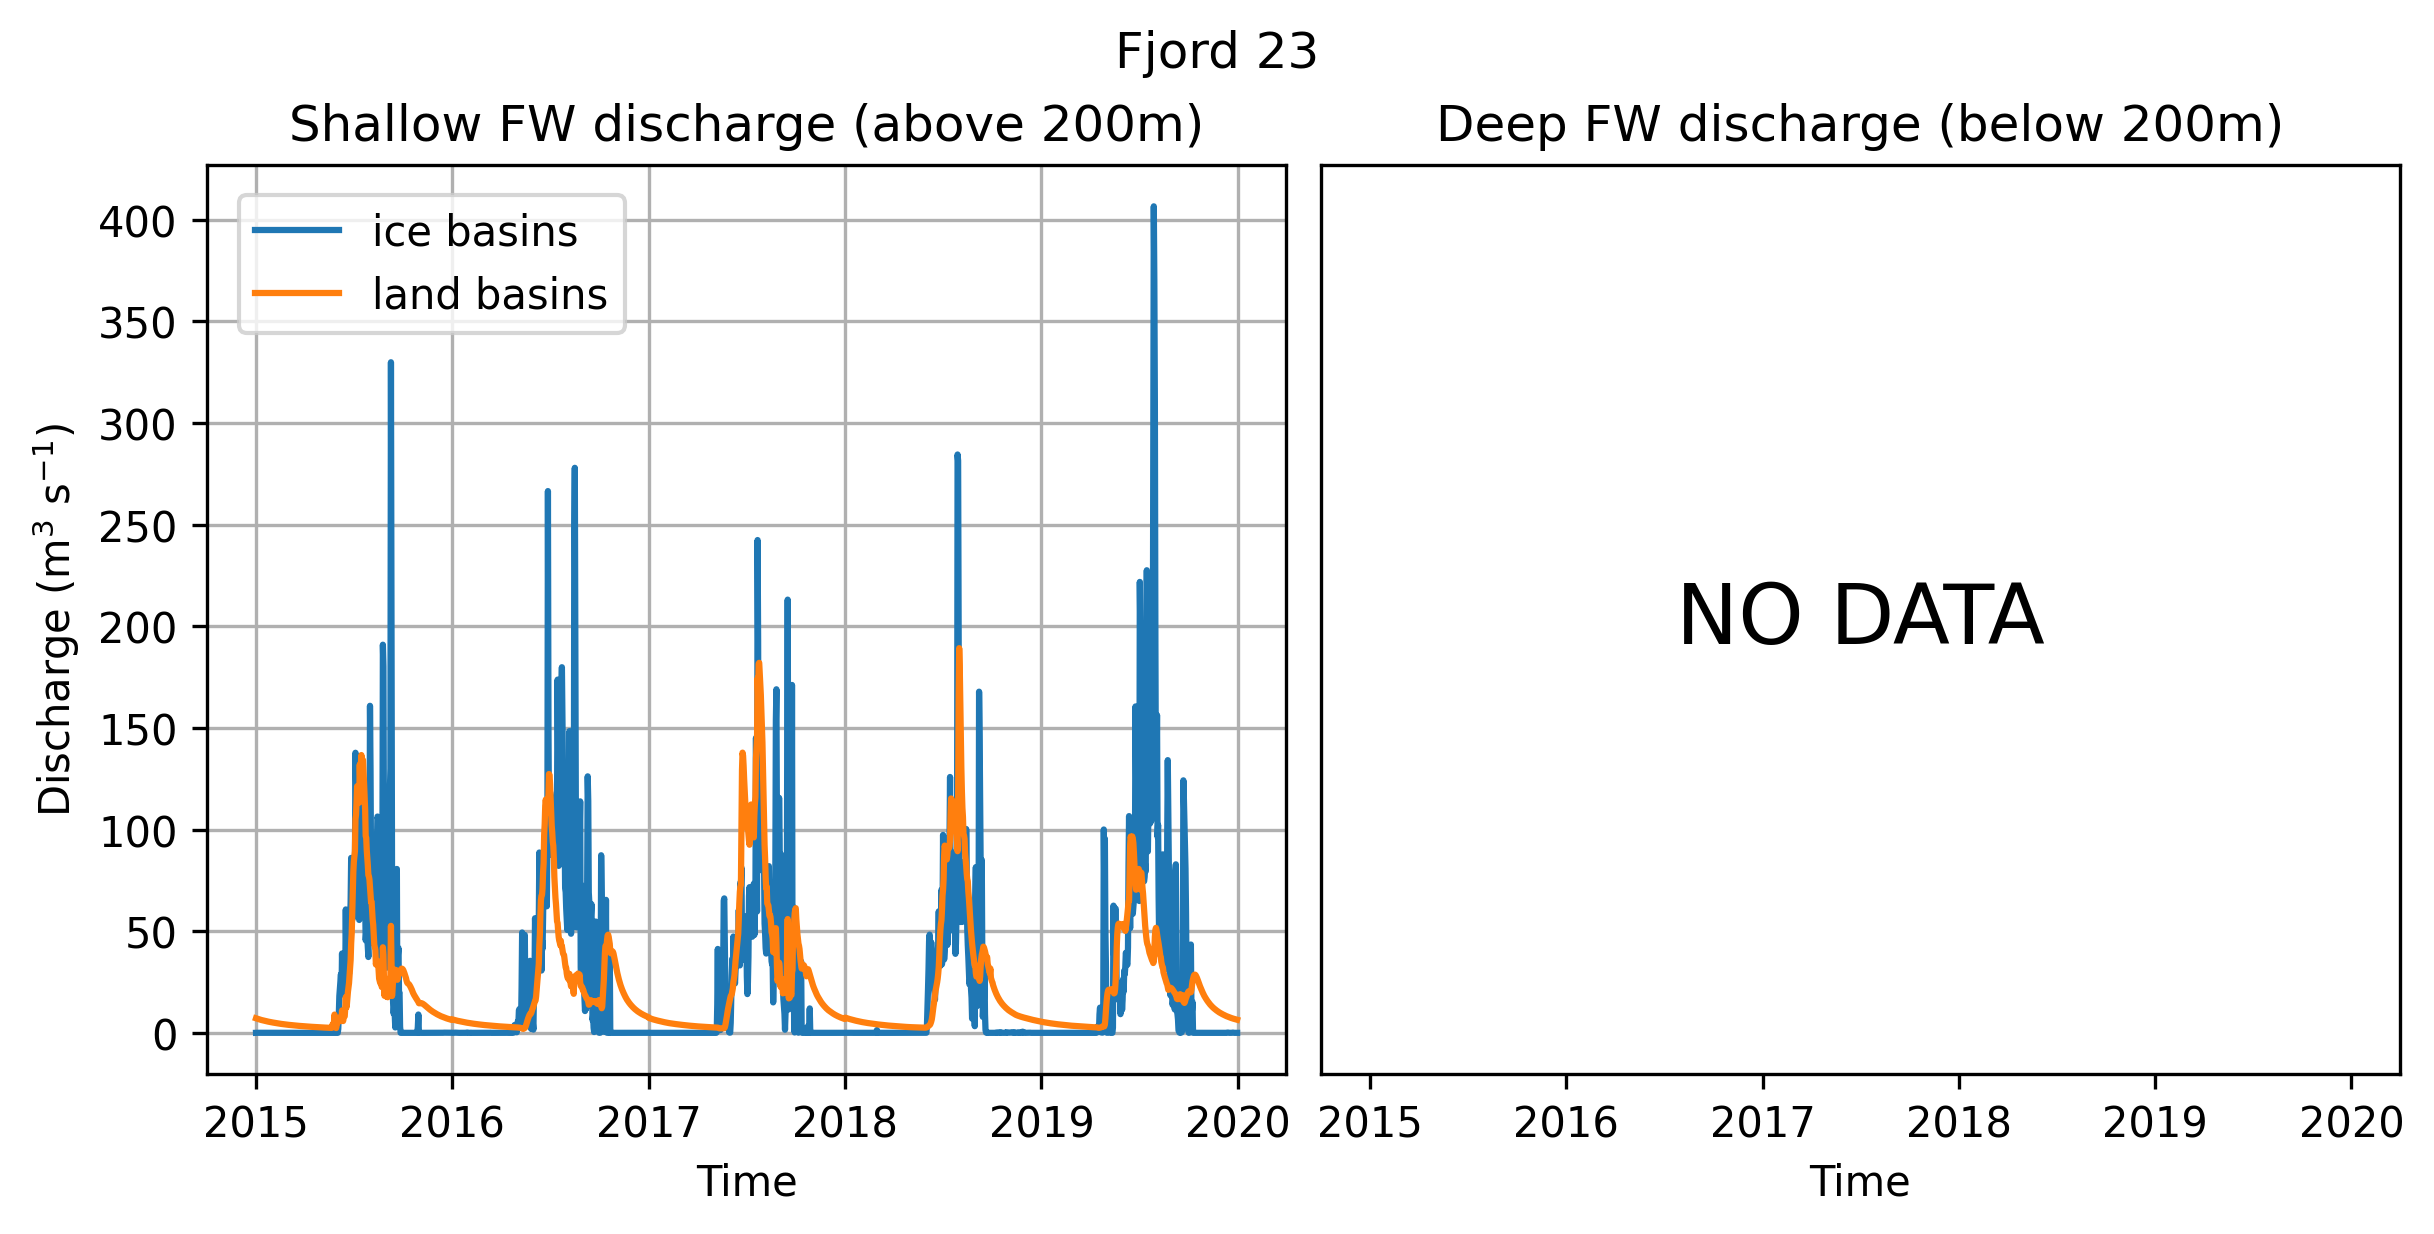 Fjord 23
Shallow FW discharge (above 200m)
ice basins
land basins
400
350
300
250
200
150
100
50
0
Discharge (m³ s⁻¹)
2015 2016 2017 2018 2019 2020
Time
Deep FW discharge (below 200m)
NO DATA
2015 2016 2017 2018 2019 2020
Time